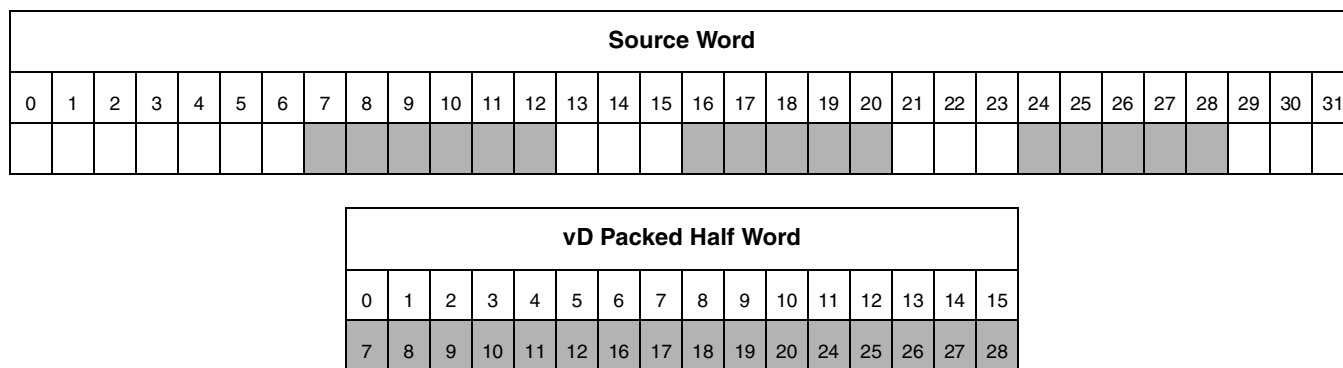 Source Word
0 1 2 3 4 5 6 7 8 9 10 11 12 13 14 15 16 17 18 19 20 21 22 23 24 25 26 27 28 29 30 31
vD Packed Half Word
0 1 2 3 4 5 6 7 8 9 10 11 12 13 14 15
7 8 9 10 11 12 16 17 18 19 20 24 25 26 27 28